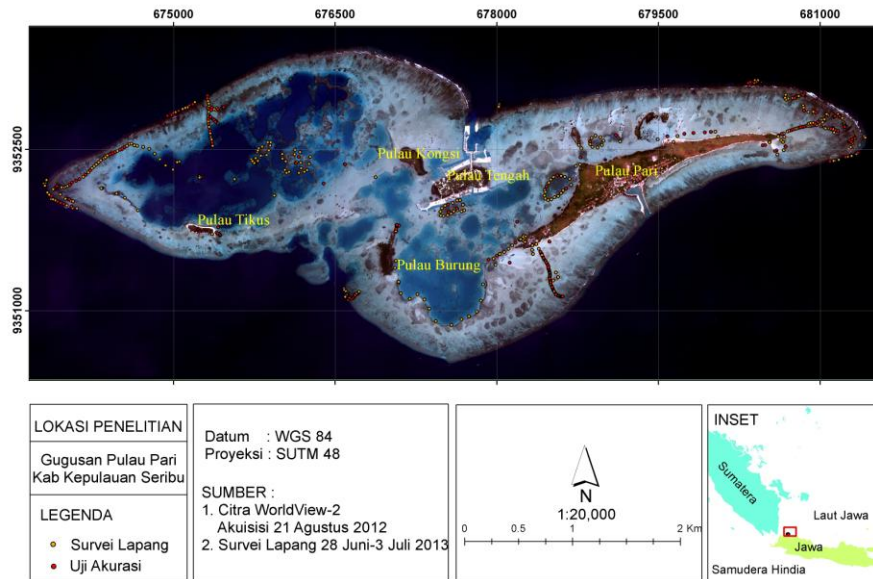 675000 676500 678000 679500 681000
9352500
9351000
Pulau Kongsi
Pulau Tengah
Pulau Pari
Pulau Tikus
Pulau Burung
LOKASI PENELITIAN
Gugusan Pulau Pari
Kab Kepulauan Seribu
LEGENDA
Survei Lapang
Uji Akurasi
Datum : WGS 84
Proyeksi : SUTM 48
SUMBER :
1. Citra WorldView-2
Akuisisi 21 Agustus 2012
2. Survei Lapang 28 Juni-3 Juli 2013
N
1:20,000
0 0.5 1 2 Km
INSET
Sumatera
Laut Jawa
Jawa
Samudera Hindia